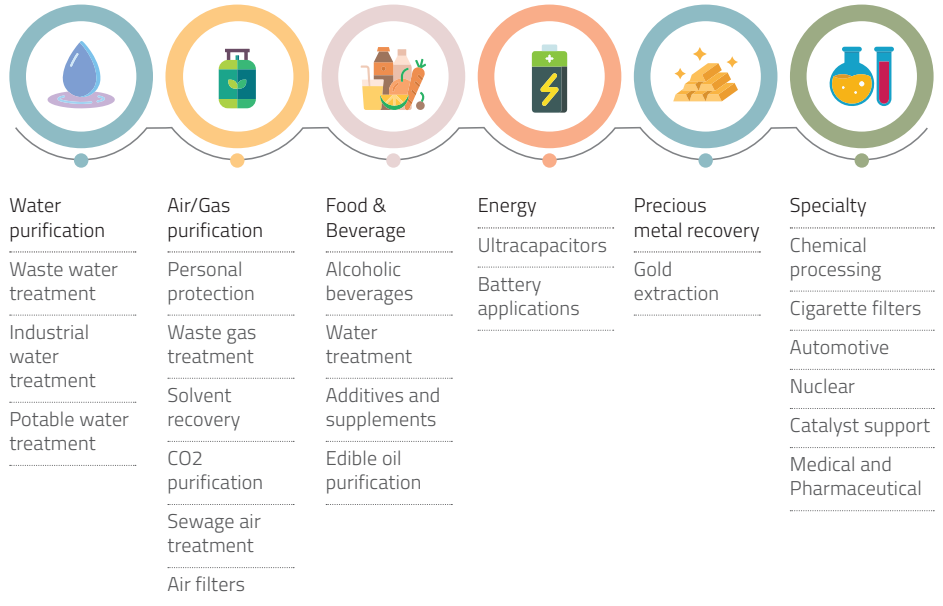 Water
purification
Waste water
treatment
Industrial
water
treatment
Potable water
treatment
Air/Gas
purification
Personal
protection
Waste gas
treatment
Solvent
recovery
CO2
purification
Sewage air
treatment
Air filters
Food &
Beverage
Alcoholic
beverages
Water
treatment
Additives and
supplements
Edible oil
purification
Energy
Ultracapacitors
Battery
applications
Precious
metal recovery
Gold
extraction
Specialty
Chemical
processing
Cigarette filters
Automotive
Nuclear
Catalyst support
Medical and
Pharmaceutical